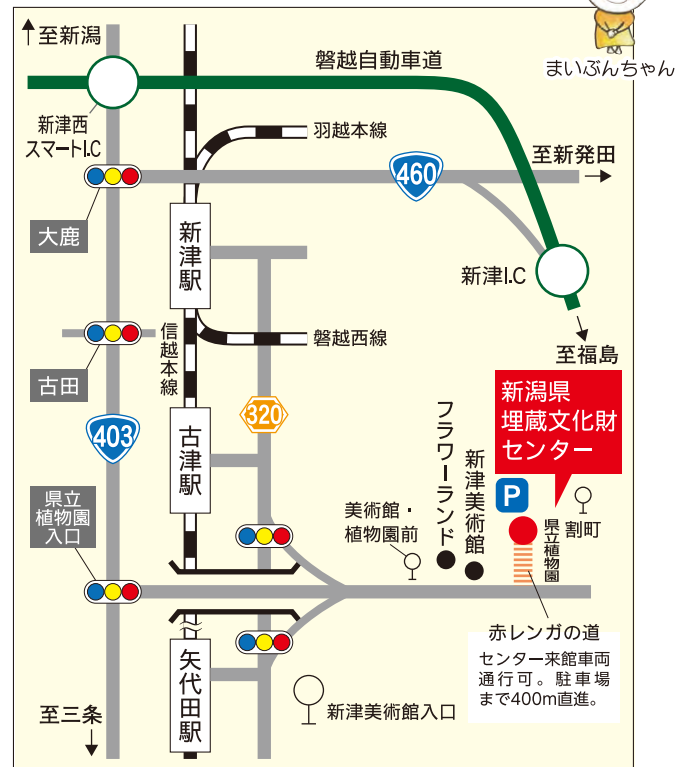 至新潟
まいぶんちゃん
磐越自動車道
新津西
スマートI.C
羽越本線
至新発田
460
大鹿
新津駅
新津I.C
信越本線
磐越西線
至福島
古田
403
320
古津駅
新潟県
埋蔵文化財
センター
フラワーランド
新津美術館
P
県立
植物園
入口
美術館・
植物園前
県立植物園
割町
赤レンガの道
センター来館車両
通行可。駐車場
まで400m直進。
矢代田駅
新津美術館入口
至三条